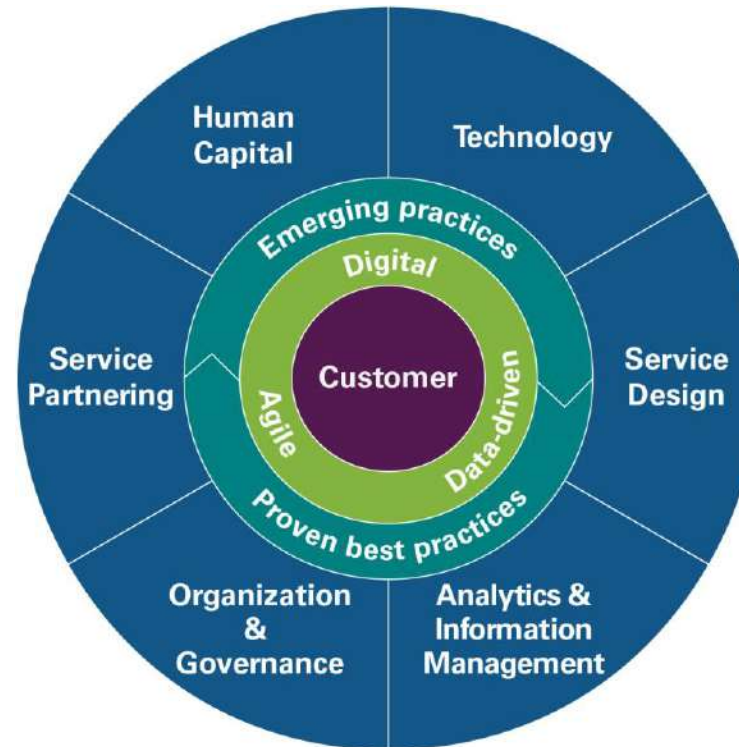 Human
Capital
Technology
Emerging practices
Digital
Service
Partnering
Customer
Service
Design
Agile
Data-driven
Proven best practices
Organization
&
Governance
Analytics &
Information
Management